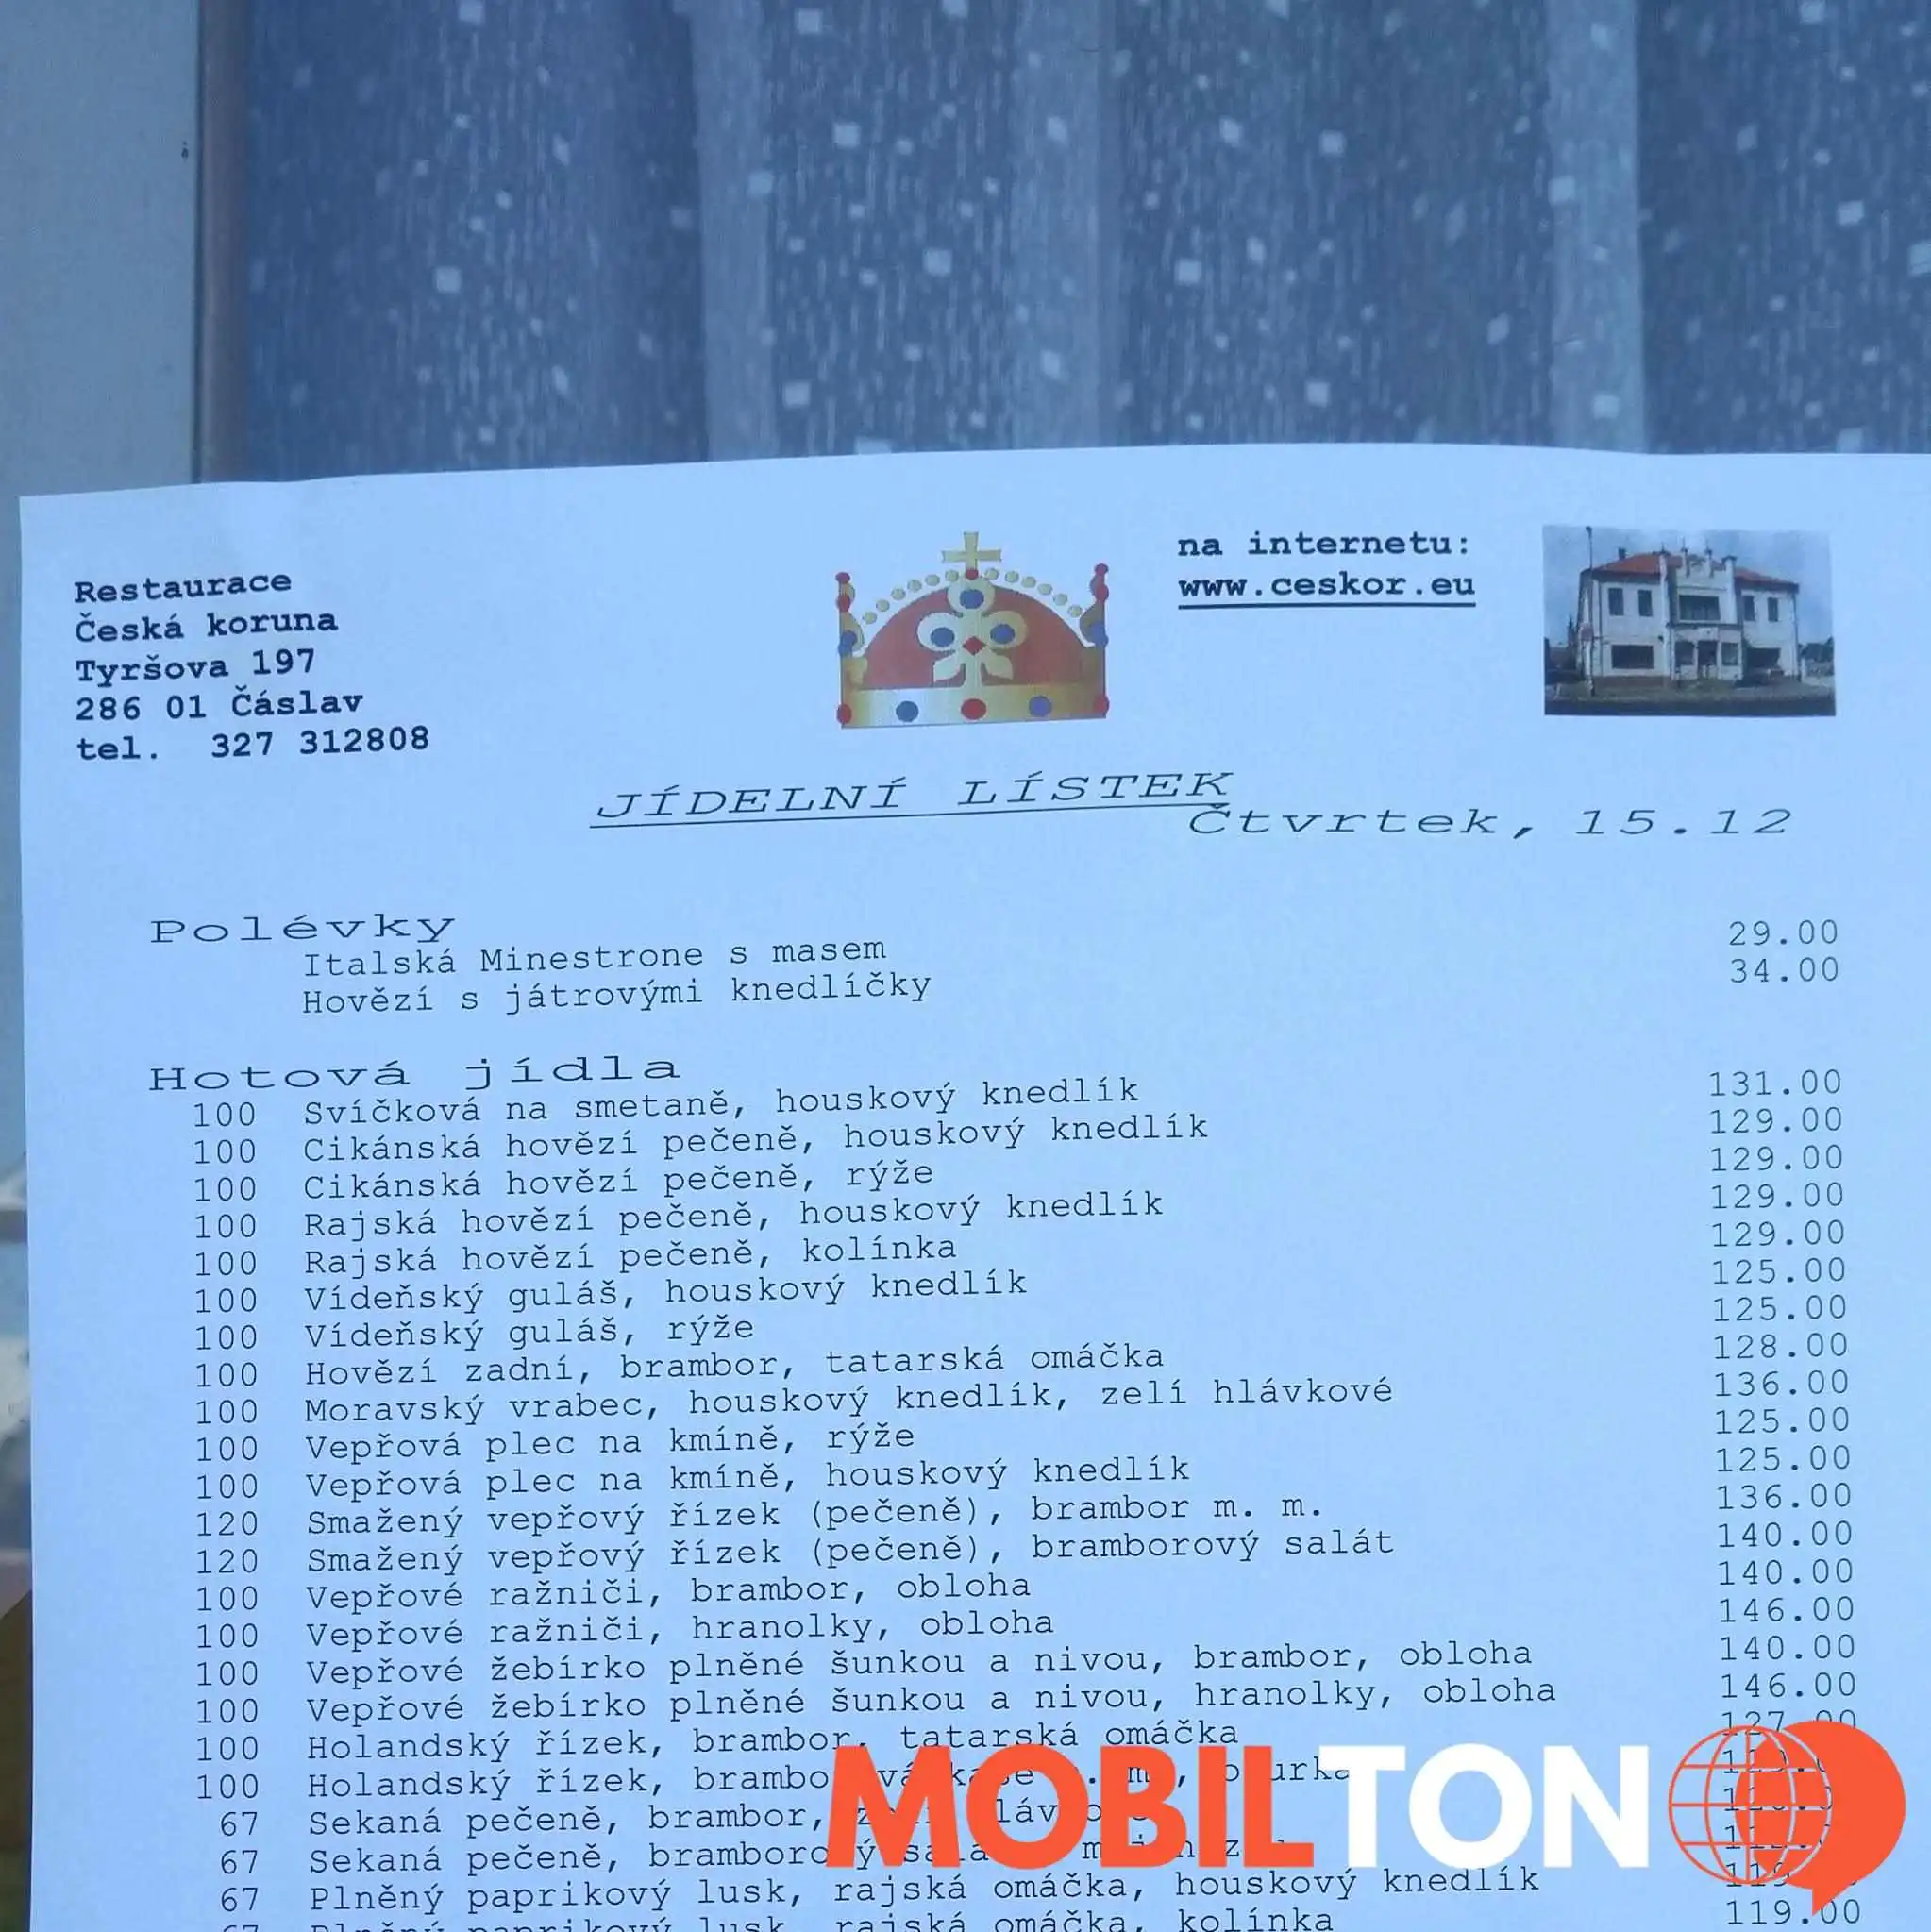 Restaurace
Česká koruna
Tyršova 197
286 01 Čáslav
tel. 327 312808
na internetu:
www.ceskor.eu
JÍDELNÍ LÍSTEK
Čtvrtek, 15.12
Polévky
Italská Minestrone s masem 29.00
Hovězí s játrovými knedlíčky 34.00
Hotová jídla
100 Svíčková na smetaně, houskový knedlík 131.00
100 Cikánská hovězí pečeně, houskový knedlík 129.00
100 Cikánská hovězí pečeně, rýže 129.00
100 Rajská hovězí pečeně, houskový knedlík 129.00
100 Rajská hovězí pečeně, kolínka 129.00
100 Vídeňský guláš, houskový knedlík 125.00
100 Vídeňský guláš, rýže 125.00
100 Hovězí zadní, brambor, tatarská omáčka 128.00
100 Moravský vrabec, houskový knedlík, zelí hlávkové 136.00
100 Vepřová plec na kmíně, rýže 125.00
100 Vepřová plec na kmíně, houskový knedlík 125.00
120 Smažený vepřový řízek (pečeně), brambor m. m. 136.00
120 Smažený vepřový řízek (pečeně), bramborový salát 140.00
100 Vepřové ražniči, brambor, obloha 140.00
100 Vepřové ražniči, hranolky, obloha 146.00
100 Vepřové žebírko plněné šunkou a nivou, brambor, obloha 140.00
100 Vepřové žebírko plněné šunkou a nivou, hranolky, obloha 146.00
100 Holandský řízek, brambor, tatarská omáčka 127.00
100 Holandský řízek,
67 Sekaná pečeně, brambor,
67 Sekaná pečeně,
67 Plněný paprikový lusk, rajská omáčka, houskový knedlík
67 Plněný paprikový lusk, rajská omáčka, kolínka 119.00
MOBILTON